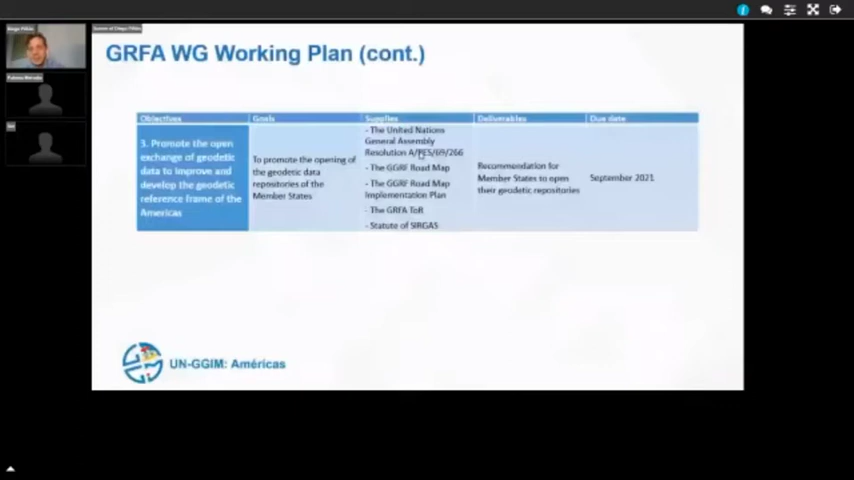 GRFA WG Working Plan (cont.)
Objectives
Goals
Supplies
Deliverables
Due date
3. Promote the open
exchange of geodetic
data to improve and
develop the geodetic
reference frame of the
Americas
To promote the opening of
the geodetic data
repositories of the
Member States
- The United Nations
General Assembly
Resolution A/RES/69/266
- The GGRF Road Map
- The GGRF Road Map
Implementation Plan
- The GRFA ToR
- Statute of SIRGAS
Recommendation for
Member States to open
their geodetic repositories
September 2021
UN-GGIM: Américas